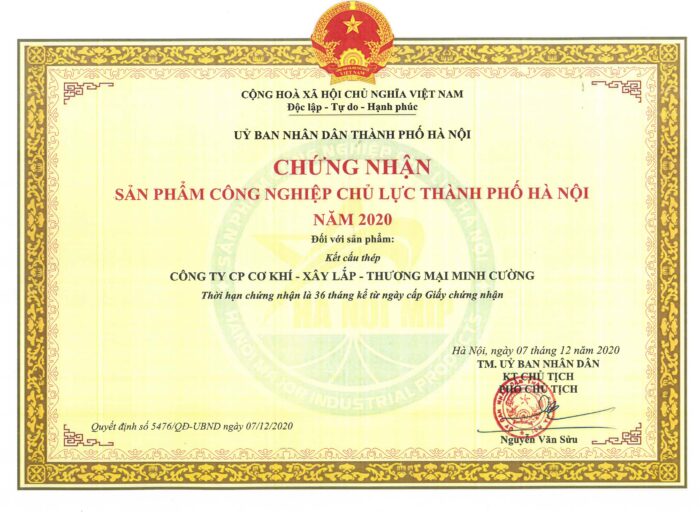 CỘNG HOÀ XÃ HỘI CHỦ NGHĨA VIỆT NAM
Độc lập - Tự do - Hạnh phúc
UỶ BAN NHÂN DÂN THÀNH PHỐ HÀ NỘI
CHỨNG NHẬN
SẢN PHẨM CÔNG NGHIỆP CHỦ LỰC THÀNH PHỐ HÀ NỘI
NĂM 2020
Đối với sản phẩm:
Kết cấu thép
CÔNG TY CP CƠ KHÍ - XÂY LẮP - THƯƠNG MẠI MINH CƯỜNG
Thời hạn chứng nhận là 36 tháng kể từ ngày cấp Giấy chứng nhận
HÀ NỘI MIP
Hà Nội, ngày 07 tháng 12 năm 2020
TM. UỶ BAN NHÂN DÂN
KT CHỦ TỊCH
PHÓ CHỦ TỊCH
Quyết định số 5476/QĐ-UBND ngày 07/12/2020
Nguyễn Văn Sửu